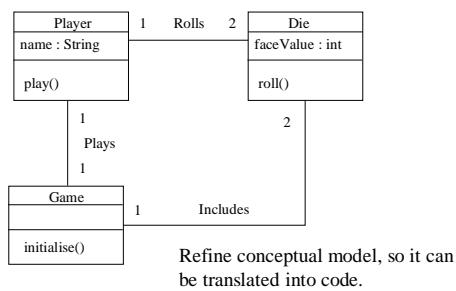 Player
name : String
play()
1 Rolls 2
Die
faceValue : int
roll()
1
Plays
1
2
Game
initialise()
1 Includes
Refine conceptual model, so it can
be translated into code.